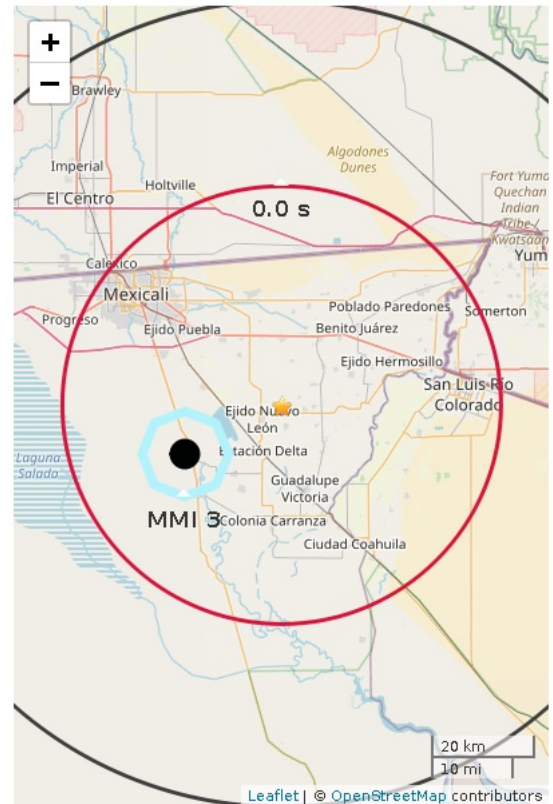 +
−
Brawley
Imperial
El Centro
Holtville
Algodones
Dunes
Fort Yuma
Quechan
Indian
Tribe /
Kwatsáan
Yum
0.0 s
Calexico
Mexicali
Progreso
Ejido Puebla
Poblado Paredones
Benito Juárez
Somerton
Ejido Hermosillo
San Luis Río
Colorado
Ejido Nuevo
León
Estación Delta
Laguna
Salada
Guadalupe
Victoria
MMI 3
Colonia Carranza
Ciudad Coahuila
20 km
10 mi
Leaflet | © OpenStreetMap contributors